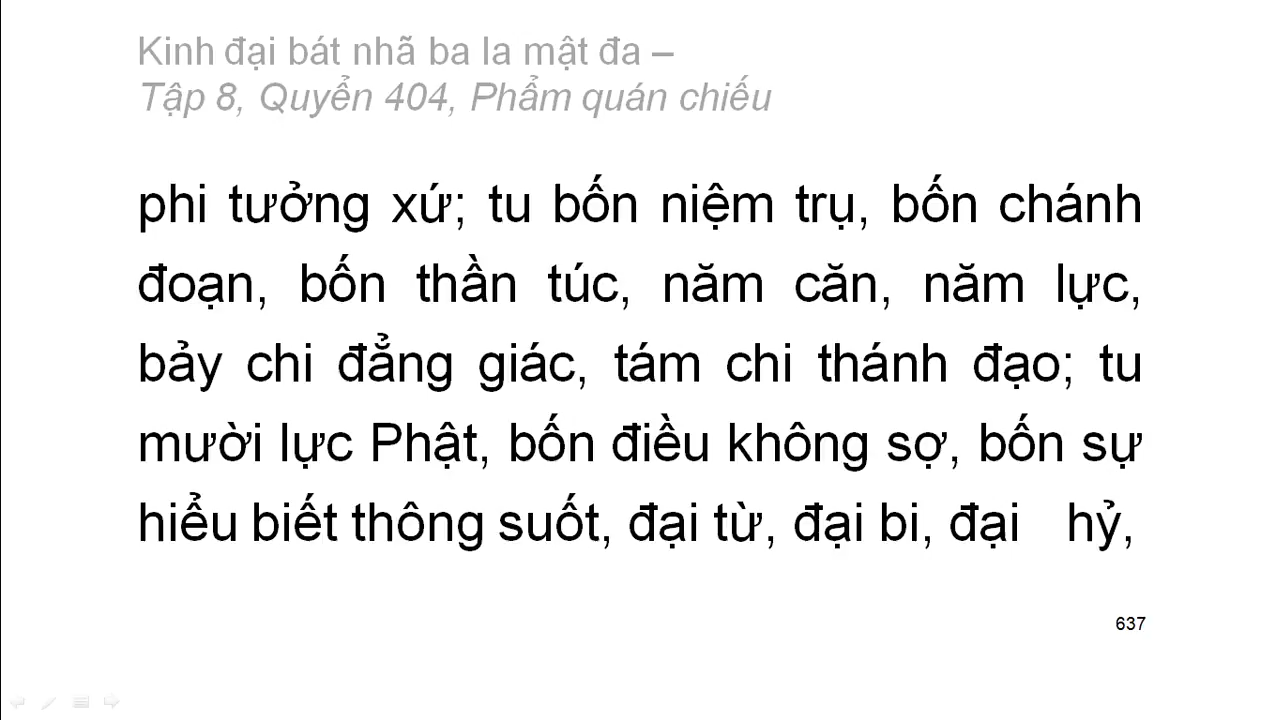 Kinh đại bát nhã ba la mật đa –
Tập 8, Quyển 404, Phẩm quán chiếu
phi tưởng xứ; tu bốn niệm trụ, bốn chánh
đoạn, bốn thần túc, năm căn, năm lực,
bảy chi đẳng giác, tám chi thánh đạo; tu
mười lực Phật, bốn điều không sợ, bốn sự
hiểu biết thông suốt, đại từ, đại bi, đại hỷ,
637